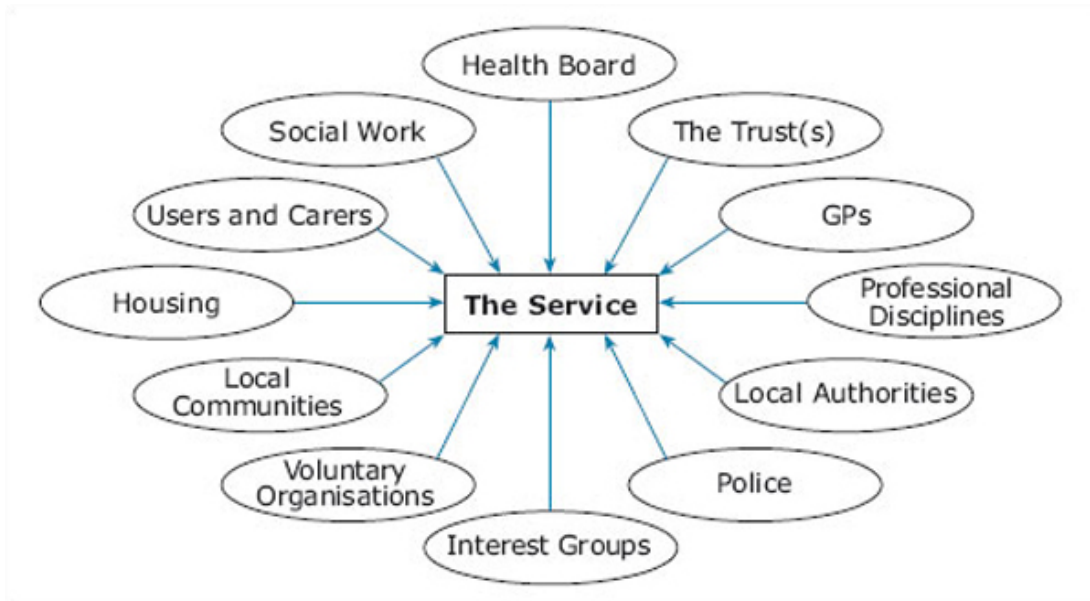 Health Board
Social Work
The Trust(s)
Users and Carers
GPs
Housing
The Service
Professional
Disciplines
Local
Communities
Local Authorities
Voluntary
Organisations
Police
Interest Groups